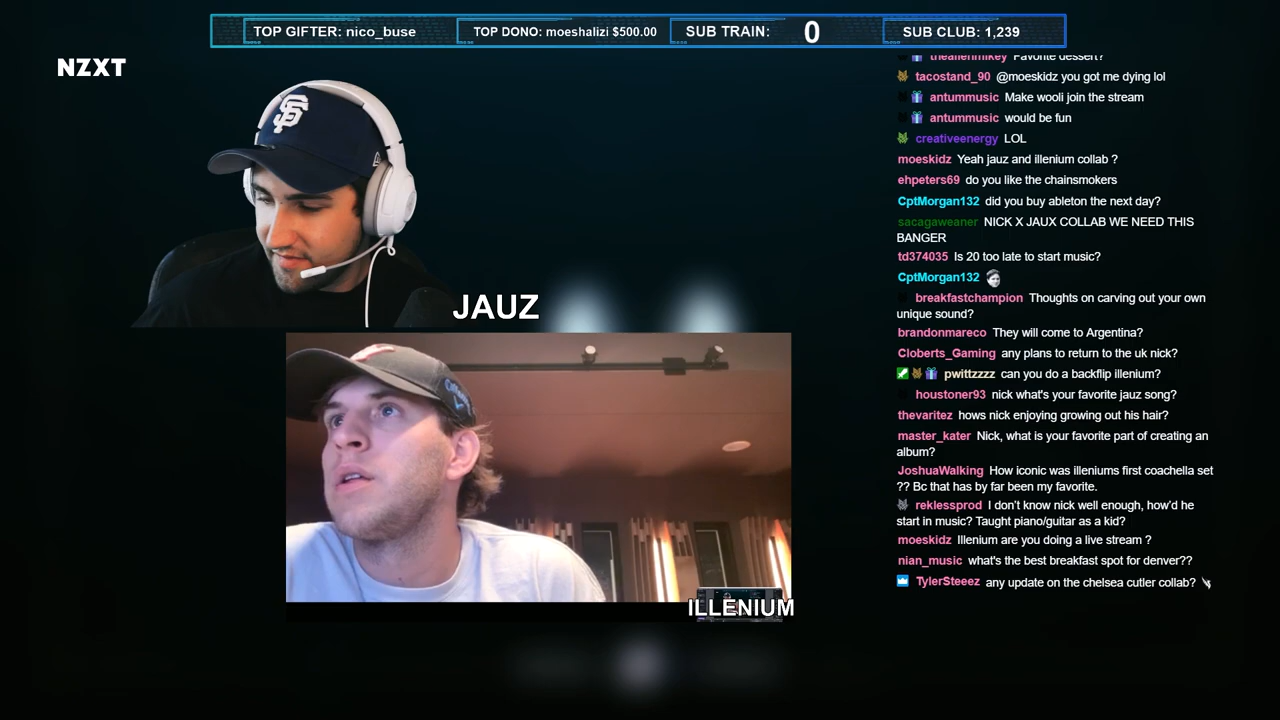 TOP GIFTER: nico_buse
TOP DONO: moeshalizi $500.00
SUB TRAIN: 0
SUB CLUB: 1,239
NZXT
SF
JAUZ
ILLENIUM
thealienmikey Favorite dessert?
tacostand_90 @moeskidz you got me dying lol
antummusic Make wooli join the stream
antummusic would be fun
creativeenergy LOL
moeskidz Yeah jauz and illenium collab ?
ehpeters69 do you like the chainsmokers
CptMorgan132 did you buy ableton the next day?
sacagaweaner NICK X JAUX COLLAB WE NEED THIS
BANGER
td374035 Is 20 too late to start music?
CptMorgan132
breakfastchampion Thoughts on carving out your own
unique sound?
brandonmareco They will come to Argentina?
Cloberts_Gaming any plans to return to the uk nick?
pwittzzzz can you do a backflip illenium?
houstoner93 nick what's your favorite jauz song?
thevaritez hows nick enjoying growing out his hair?
master_kater Nick, what is your favorite part of creating an
album?
JoshuaWalking How iconic was illeniums first coachella set
?? Bc that has by far been my favorite.
reklessprod I don't know nick well enough, how'd he
start in music? Taught piano/guitar as a kid?
moeskidz Illenium are you doing a live stream ?
nian_music what's the best breakfast spot for denver??
TylerSteeez any update on the chelsea cutler collab?